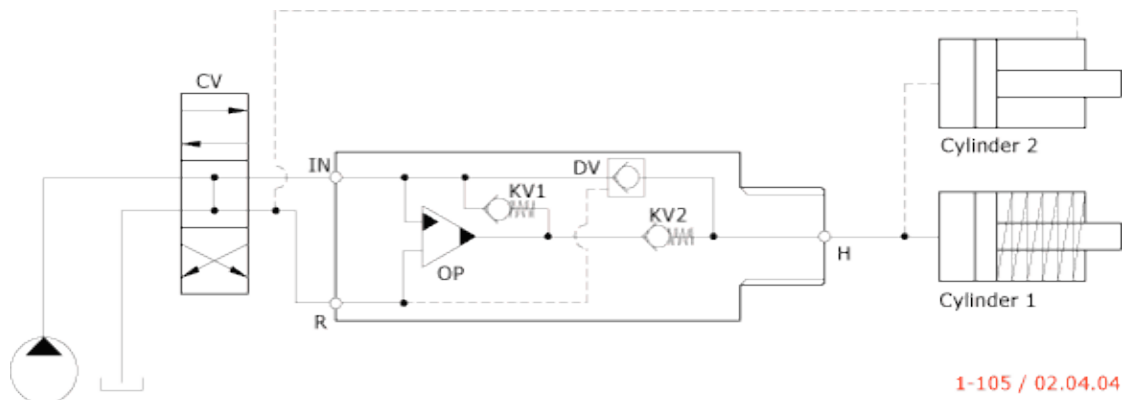 CV
IN
DV
KV1
KV2
OP
H
R
Cylinder 2
Cylinder 1
1-105 / 02.04.04